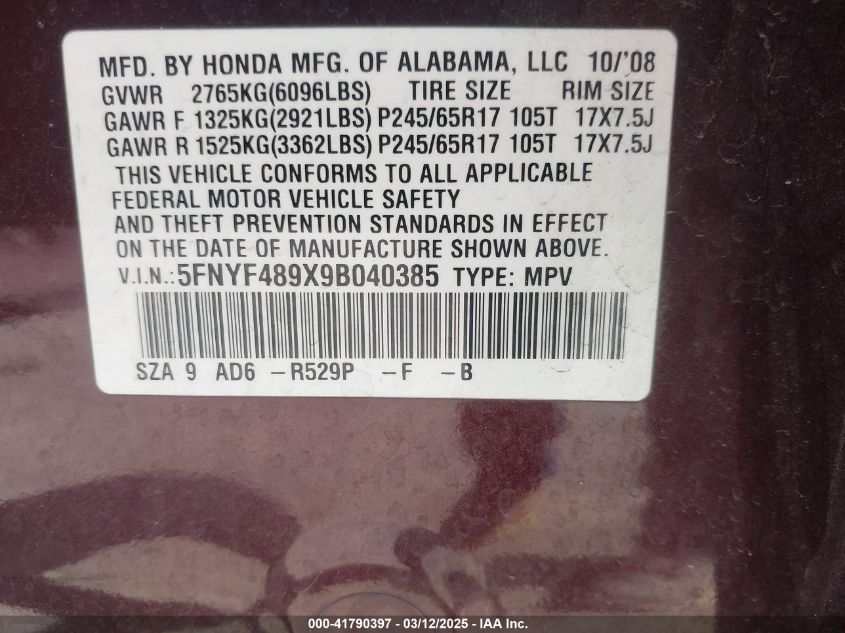 MFD. BY HONDA MFG. OF ALABAMA, LLC 10/'08
GVWR 2765KG(6096LBS) TIRE SIZE RIM SIZE
GAWR F 1325KG(2921LBS) P245/65R17 105T 17X7.5J
GAWR R 1525KG(3362LBS) P245/65R17 105T 17X7.5J
THIS VEHICLE CONFORMS TO ALL APPLICABLE
FEDERAL MOTOR VEHICLE SAFETY
AND THEFT PREVENTION STANDARDS IN EFFECT
ON THE DATE OF MANUFACTURE SHOWN ABOVE.
V.I.N.: 5FNYF489X9B040385 TYPE: MPV
SZA 9 AD6 -R529P -F -B
000-41790397 - 03/12/2025 - IAA Inc.